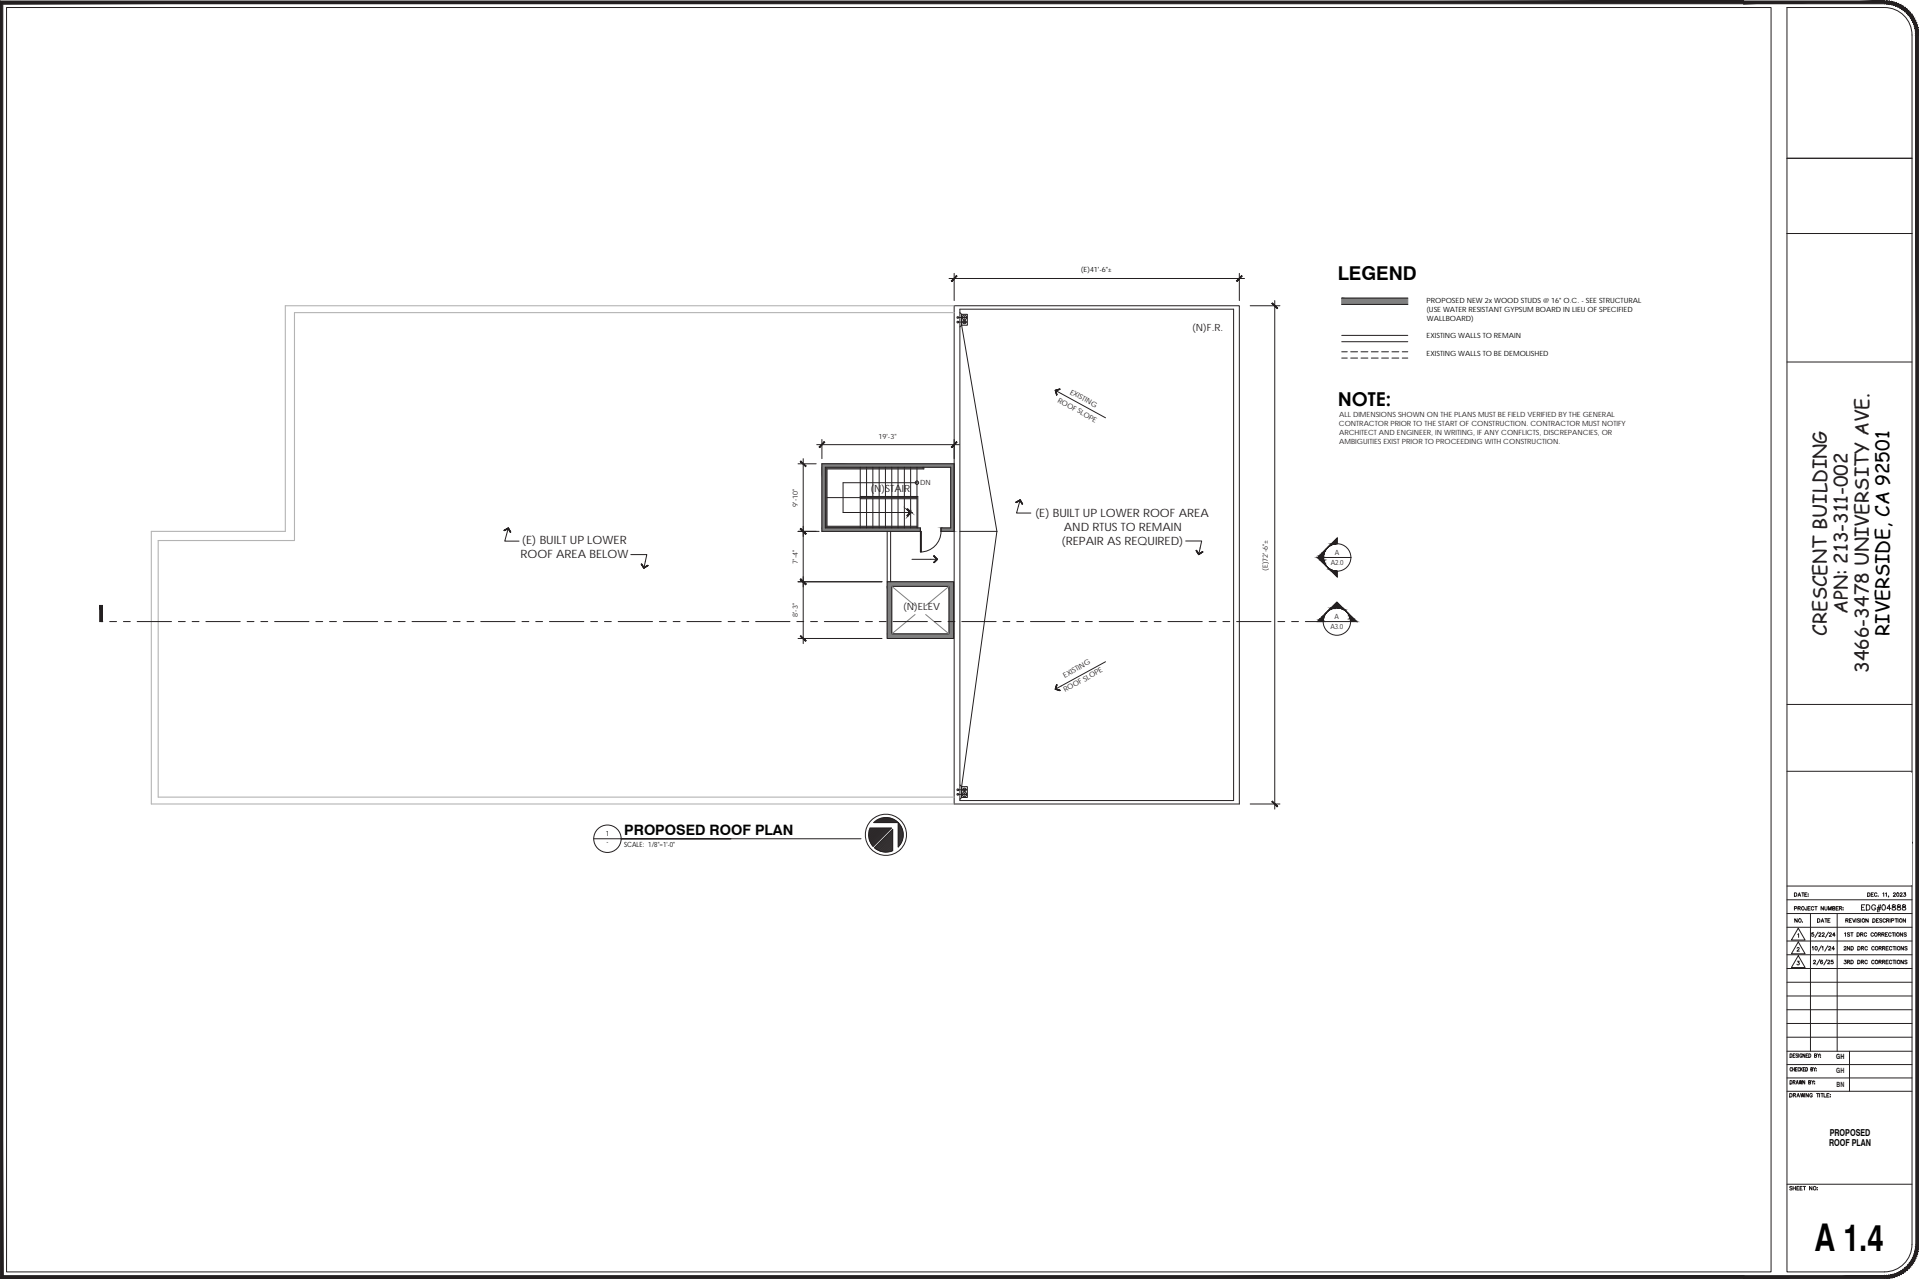 (E)41'-6"±
(N)F.R.
EXISTING
ROOF SLOPE
19'-3"
9'-10"
7'-4"
8'-3"
(N)STAIR
DN
(N)ELEV
(E) BUILT UP LOWER
ROOF AREA BELOW
(E) BUILT UP LOWER ROOF AREA
AND RTUS TO REMAIN
(REPAIR AS REQUIRED)
(E)72'-6"±
EXISTING
ROOF SLOPE
A
A2.0
A
A3.0
1
-
PROPOSED ROOF PLAN
SCALE: 1/8"=1'-0"
LEGEND
PROPOSED NEW 2x WOOD STUDS @ 16" O.C. - SEE STRUCTURAL
(USE WATER RESISTANT GYPSUM BOARD IN LIEU OF SPECIFIED
WALLBOARD)
EXISTING WALLS TO REMAIN
EXISTING WALLS TO BE DEMOLISHED
NOTE:
ALL DIMENSIONS SHOWN ON THE PLANS MUST BE FIELD VERIFIED BY THE GENERAL
CONTRACTOR PRIOR TO THE START OF CONSTRUCTION. CONTRACTOR MUST NOTIFY
ARCHITECT AND ENGINEER, IN WRITING, IF ANY CONFLICTS, DISCREPANCIES, OR
AMBIGUITIES EXIST PRIOR TO PROCEEDING WITH CONSTRUCTION.
CRESCENT BUILDING
APN: 213-311-002
3466-3478 UNIVERSITY AVE.
RIVERSIDE, CA 92501
DATE: DEC. 11, 2023
PROJECT NUMBER: EDG#04888
NO. DATE REVISION DESCRIPTION
1 5/22/24 1ST DRC CORRECTIONS
2 10/1/24 2ND DRC CORRECTIONS
3 2/6/25 3RD DRC CORRECTIONS
DESIGNED BY: GH
CHECKED BY: GH
DRAWN BY: BN
DRAWING TITLE:
PROPOSED
ROOF PLAN
SHEET NO:
A 1.4